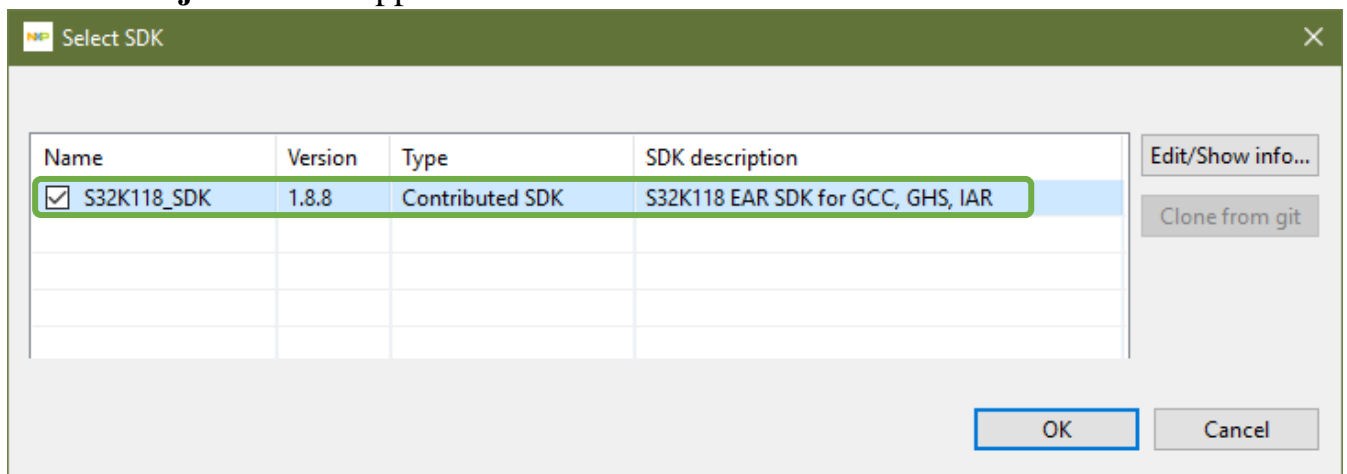 NXP Select SDK
Name Version Type SDK description Edit/Show info...
S32K118_SDK 1.8.8 Contributed SDK S32K118 EAR SDK for GCC, GHS, IAR
Clone from git
OK Cancel